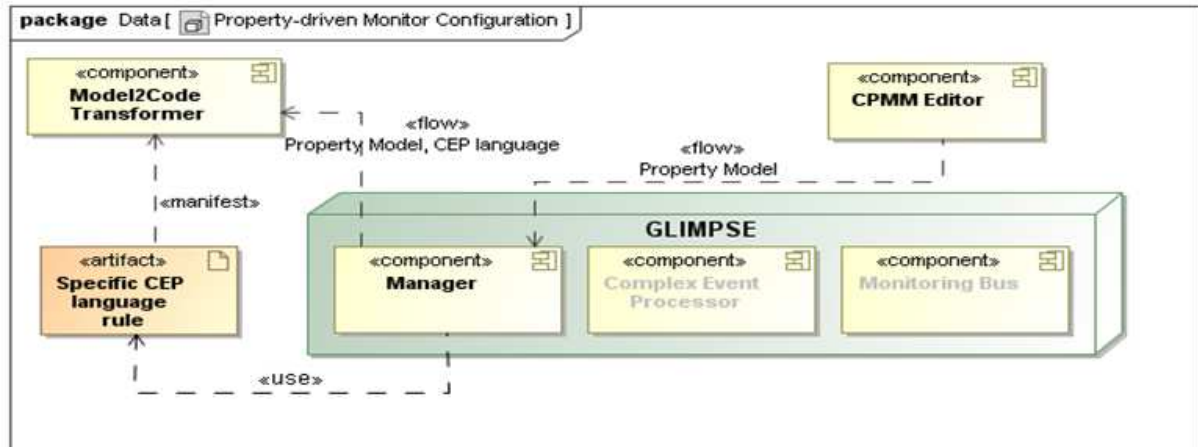 package Data[ Property-driven Monitor Configuration ]
«component»
Model2Code
Transformer
«component»
CPMM Editor
«flow»
Property Model, CEP language
«flow»
Property Model
«manifest»
GLIMPSE
«artifact»
Specific CEP
language
rule
«component»
Manager
«component»
Complex Event
Processor
«component»
Monitoring Bus
«use»